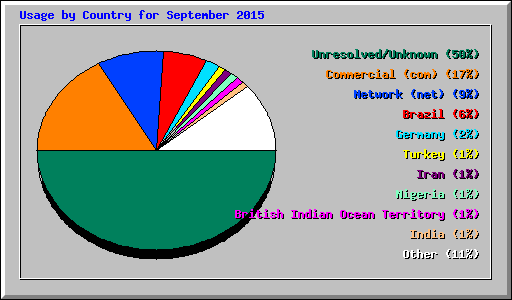 Usage by Country for September 2015
Unresolved/Unknown (50%)
Commercial (com) (17%)
Network (net) (9%)
Brazil (6%)
Germany (2%)
Turkey (1%)
Iran (1%)
Nigeria (1%)
British Indian Ocean Territory (1%)
India (1%)
Other (11%)